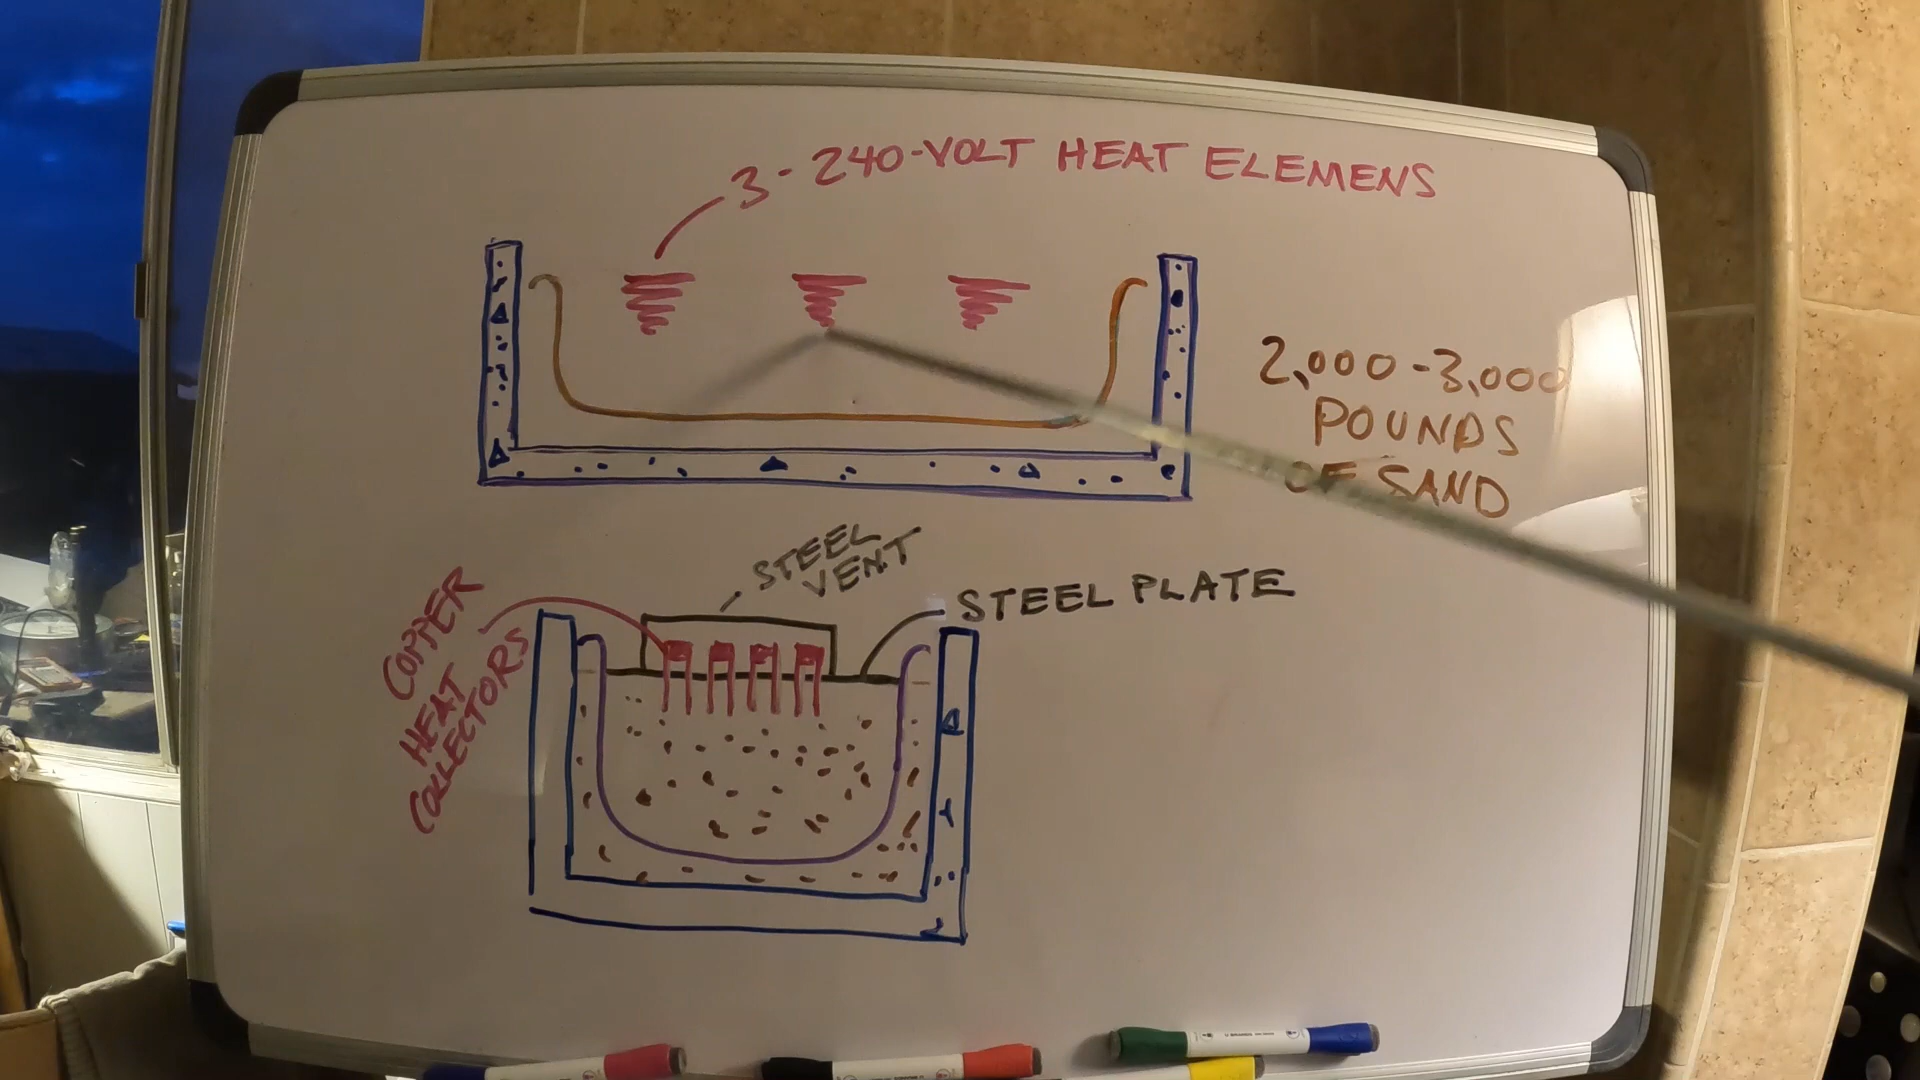 3-240-VOLT HEAT ELEMENS
2,000-3,000
POUNDS
OF SAND
STEEL
VENT
STEEL PLATE
COPPER
HEAT
COLLECTORS